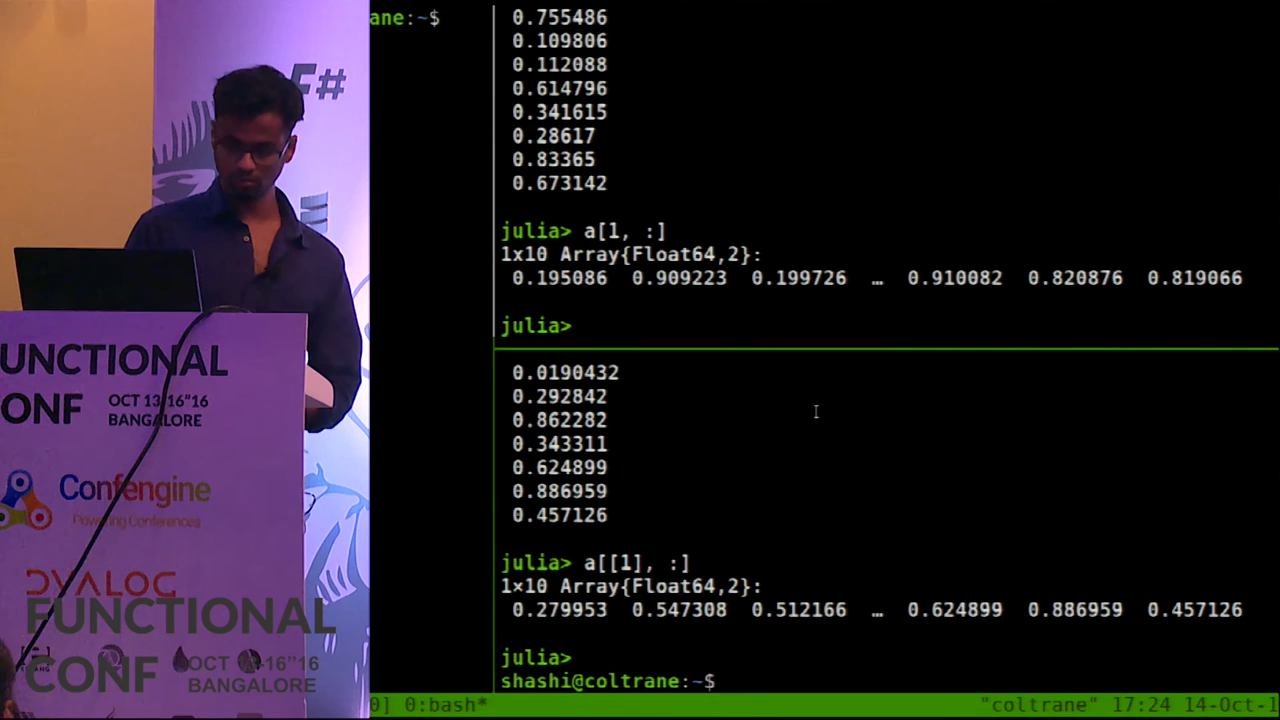 F#
UNCTIONAL
ONF
OCT 13-16"16
BANGALORE
Confengine
Powering Conferences
DYALOG
FUNCTIONAL
CONF
OCT 13-16"16
BANGALORE
ane:~$
0.755486
0.109806
0.112088
0.614796
0.341615
0.28617
0.83365
0.673142
julia> a[1, :]
1x10 Array{Float64,2}:
0.195086 0.909223 0.199726 … 0.910082 0.820876 0.819066
julia>
0.0190432
0.292842
0.862282
0.343311
0.624899
0.886959
0.457126
julia> a[[1], :]
1×10 Array{Float64,2}:
0.279953 0.547308 0.512166 … 0.624899 0.886959 0.457126
julia>
shashi@coltrane:~$
0] 0:bash* "coltrane" 17:24 14-Oct-1